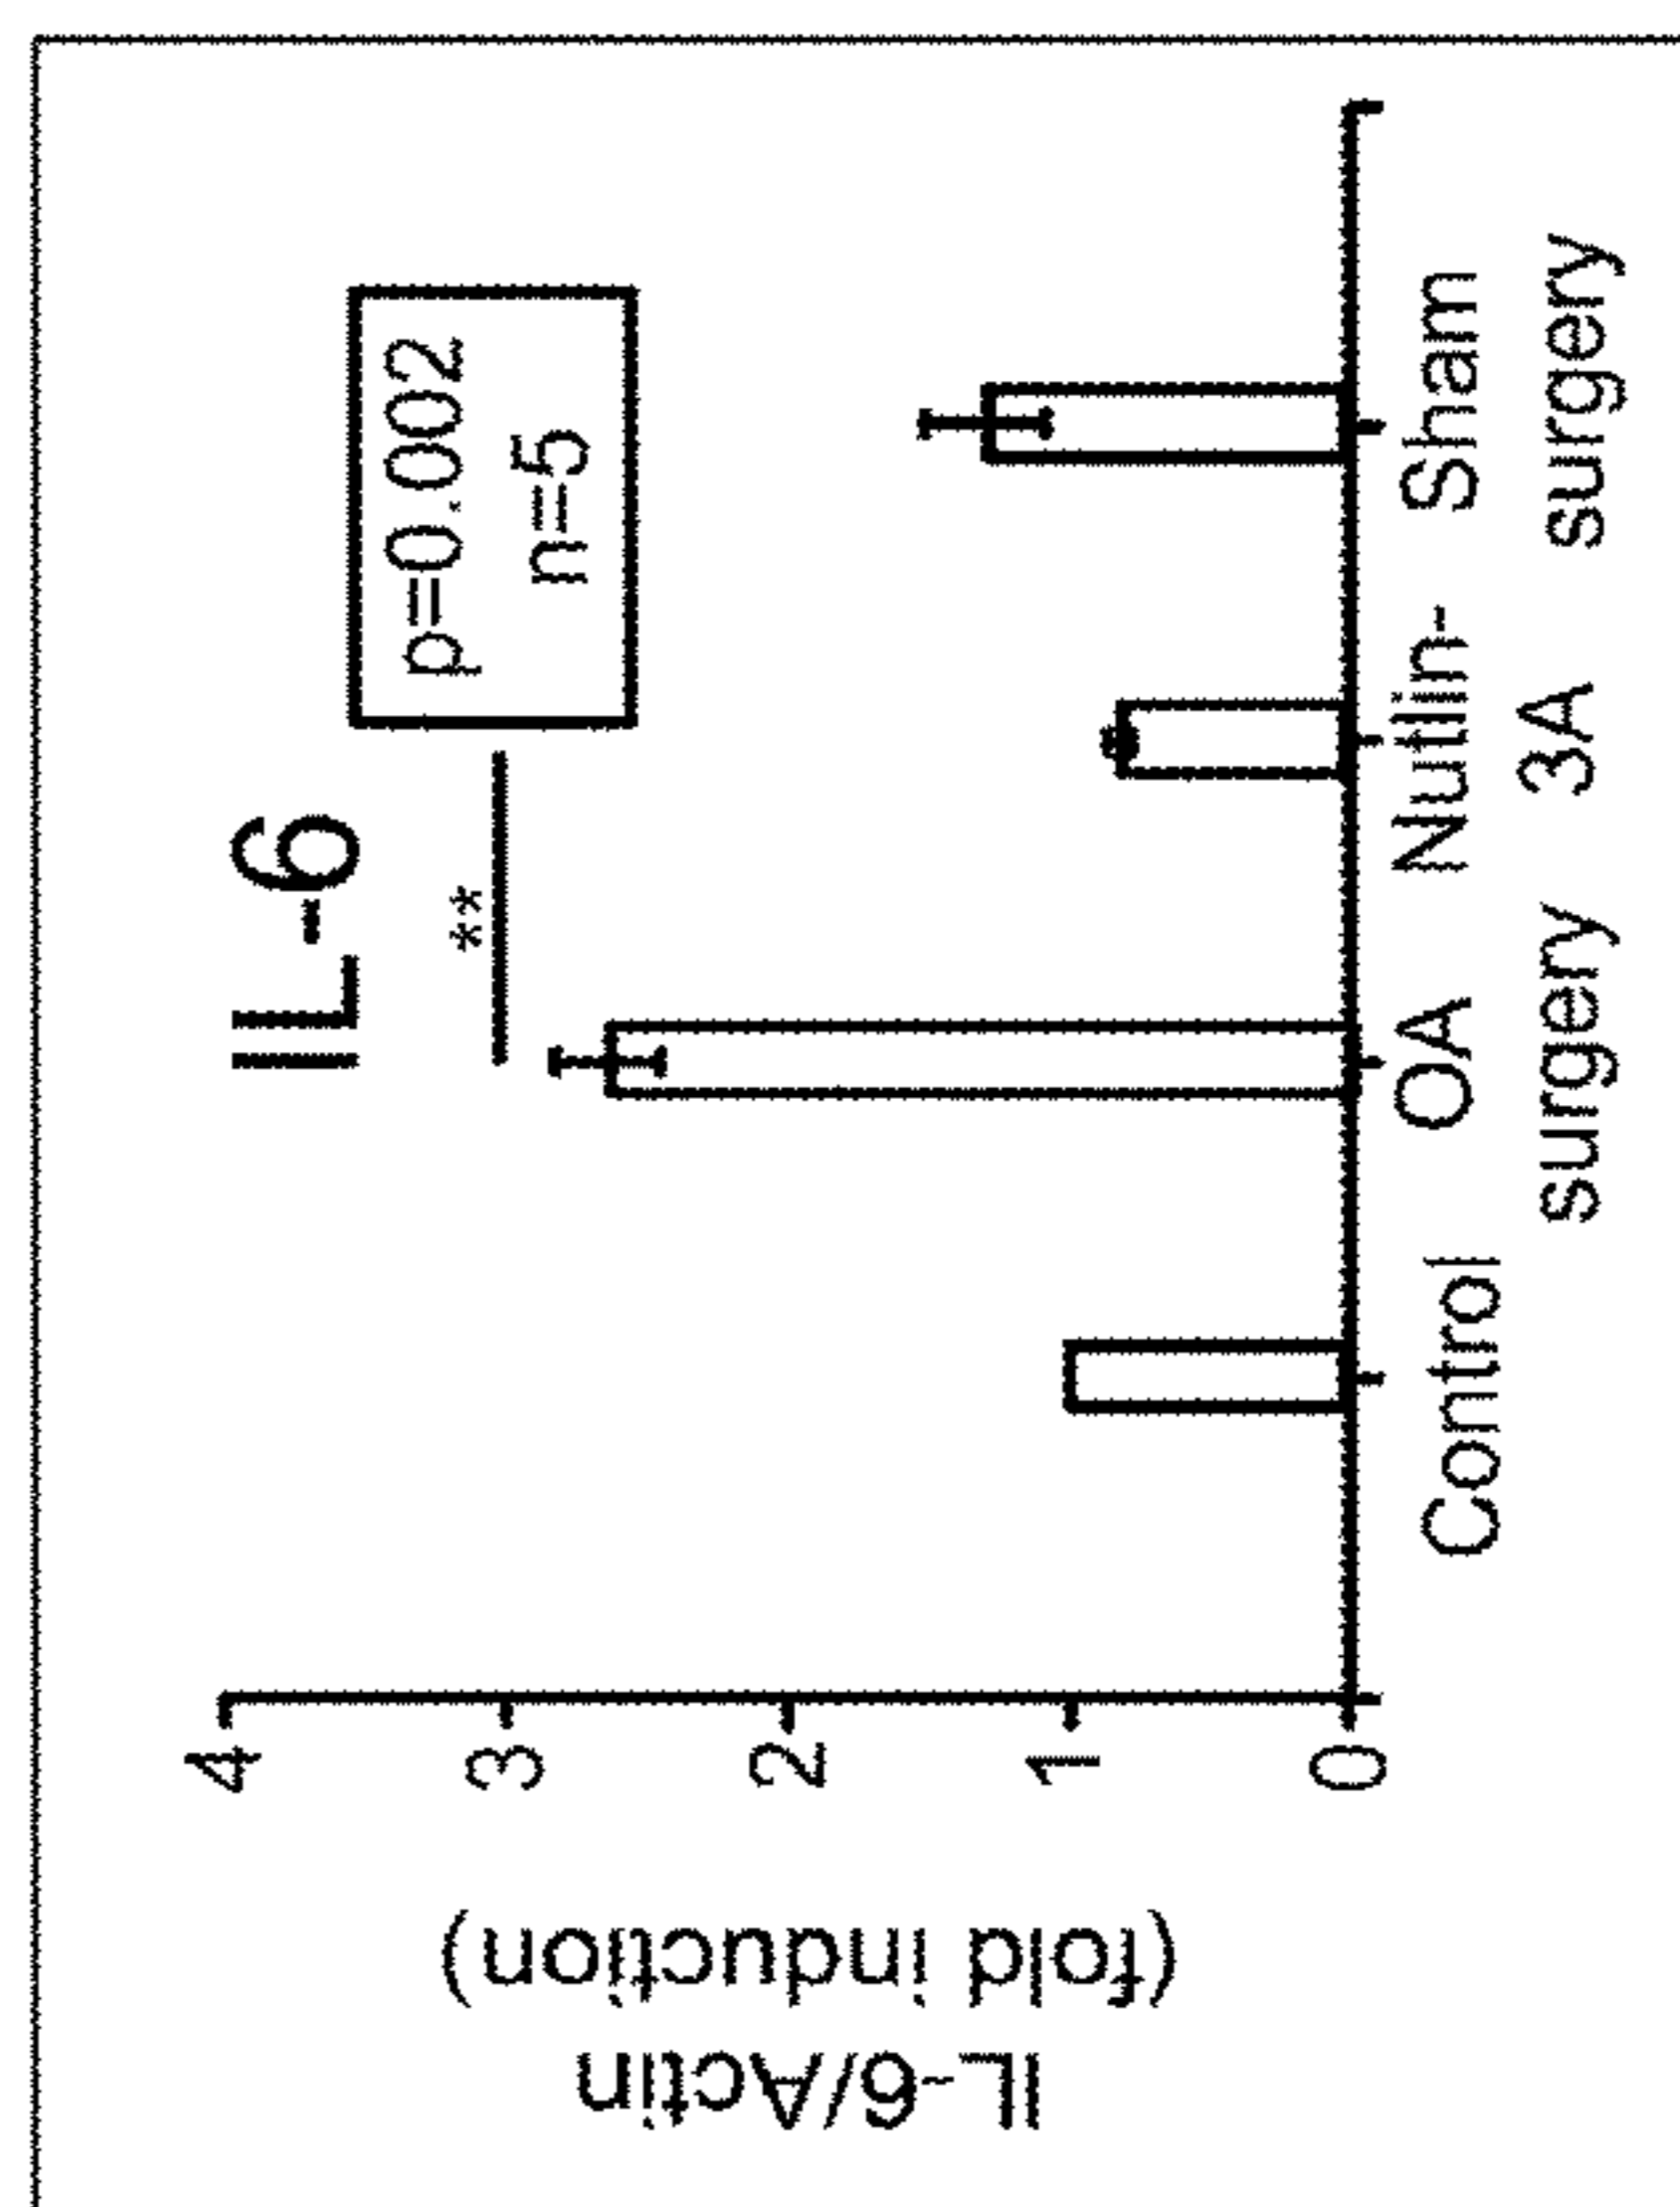 IL-6
**
p=0.002
n=5
IL-6/Actin
(fold induction)
4
3
2
1
0
Control
OA
surgery
Nutlin-
3A
Sham
surgery